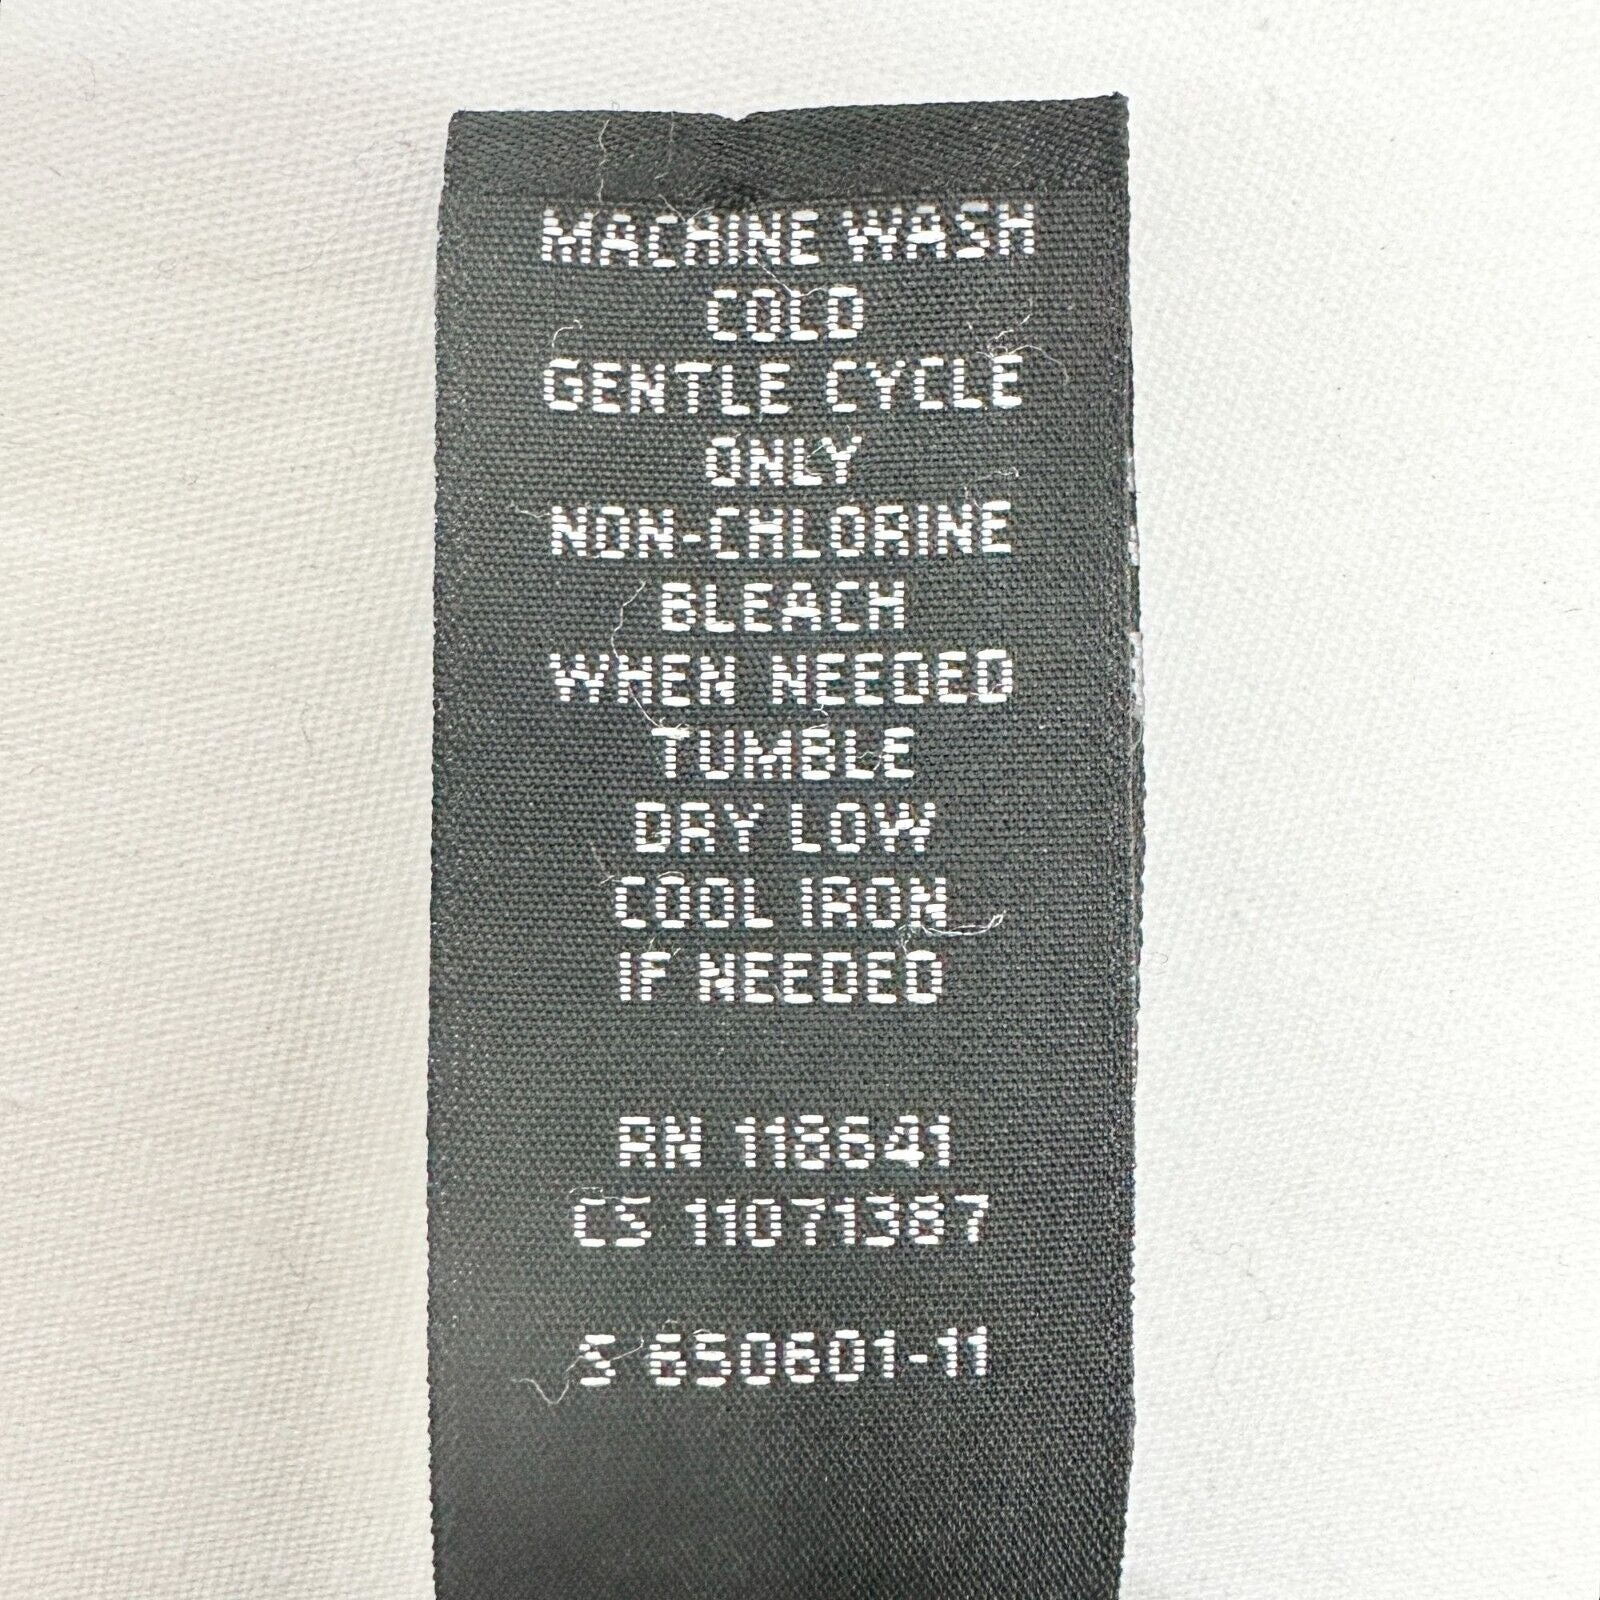 MACHINE WASH
COLD
GENTLE CYCLE
ONLY
NON-CHLORINE
BLEACH
WHEN NEEDED
TUMBLE
DRY LOW
COOL IRON
IF NEEDED
RN 118641
CS 11071387
S 650601-11